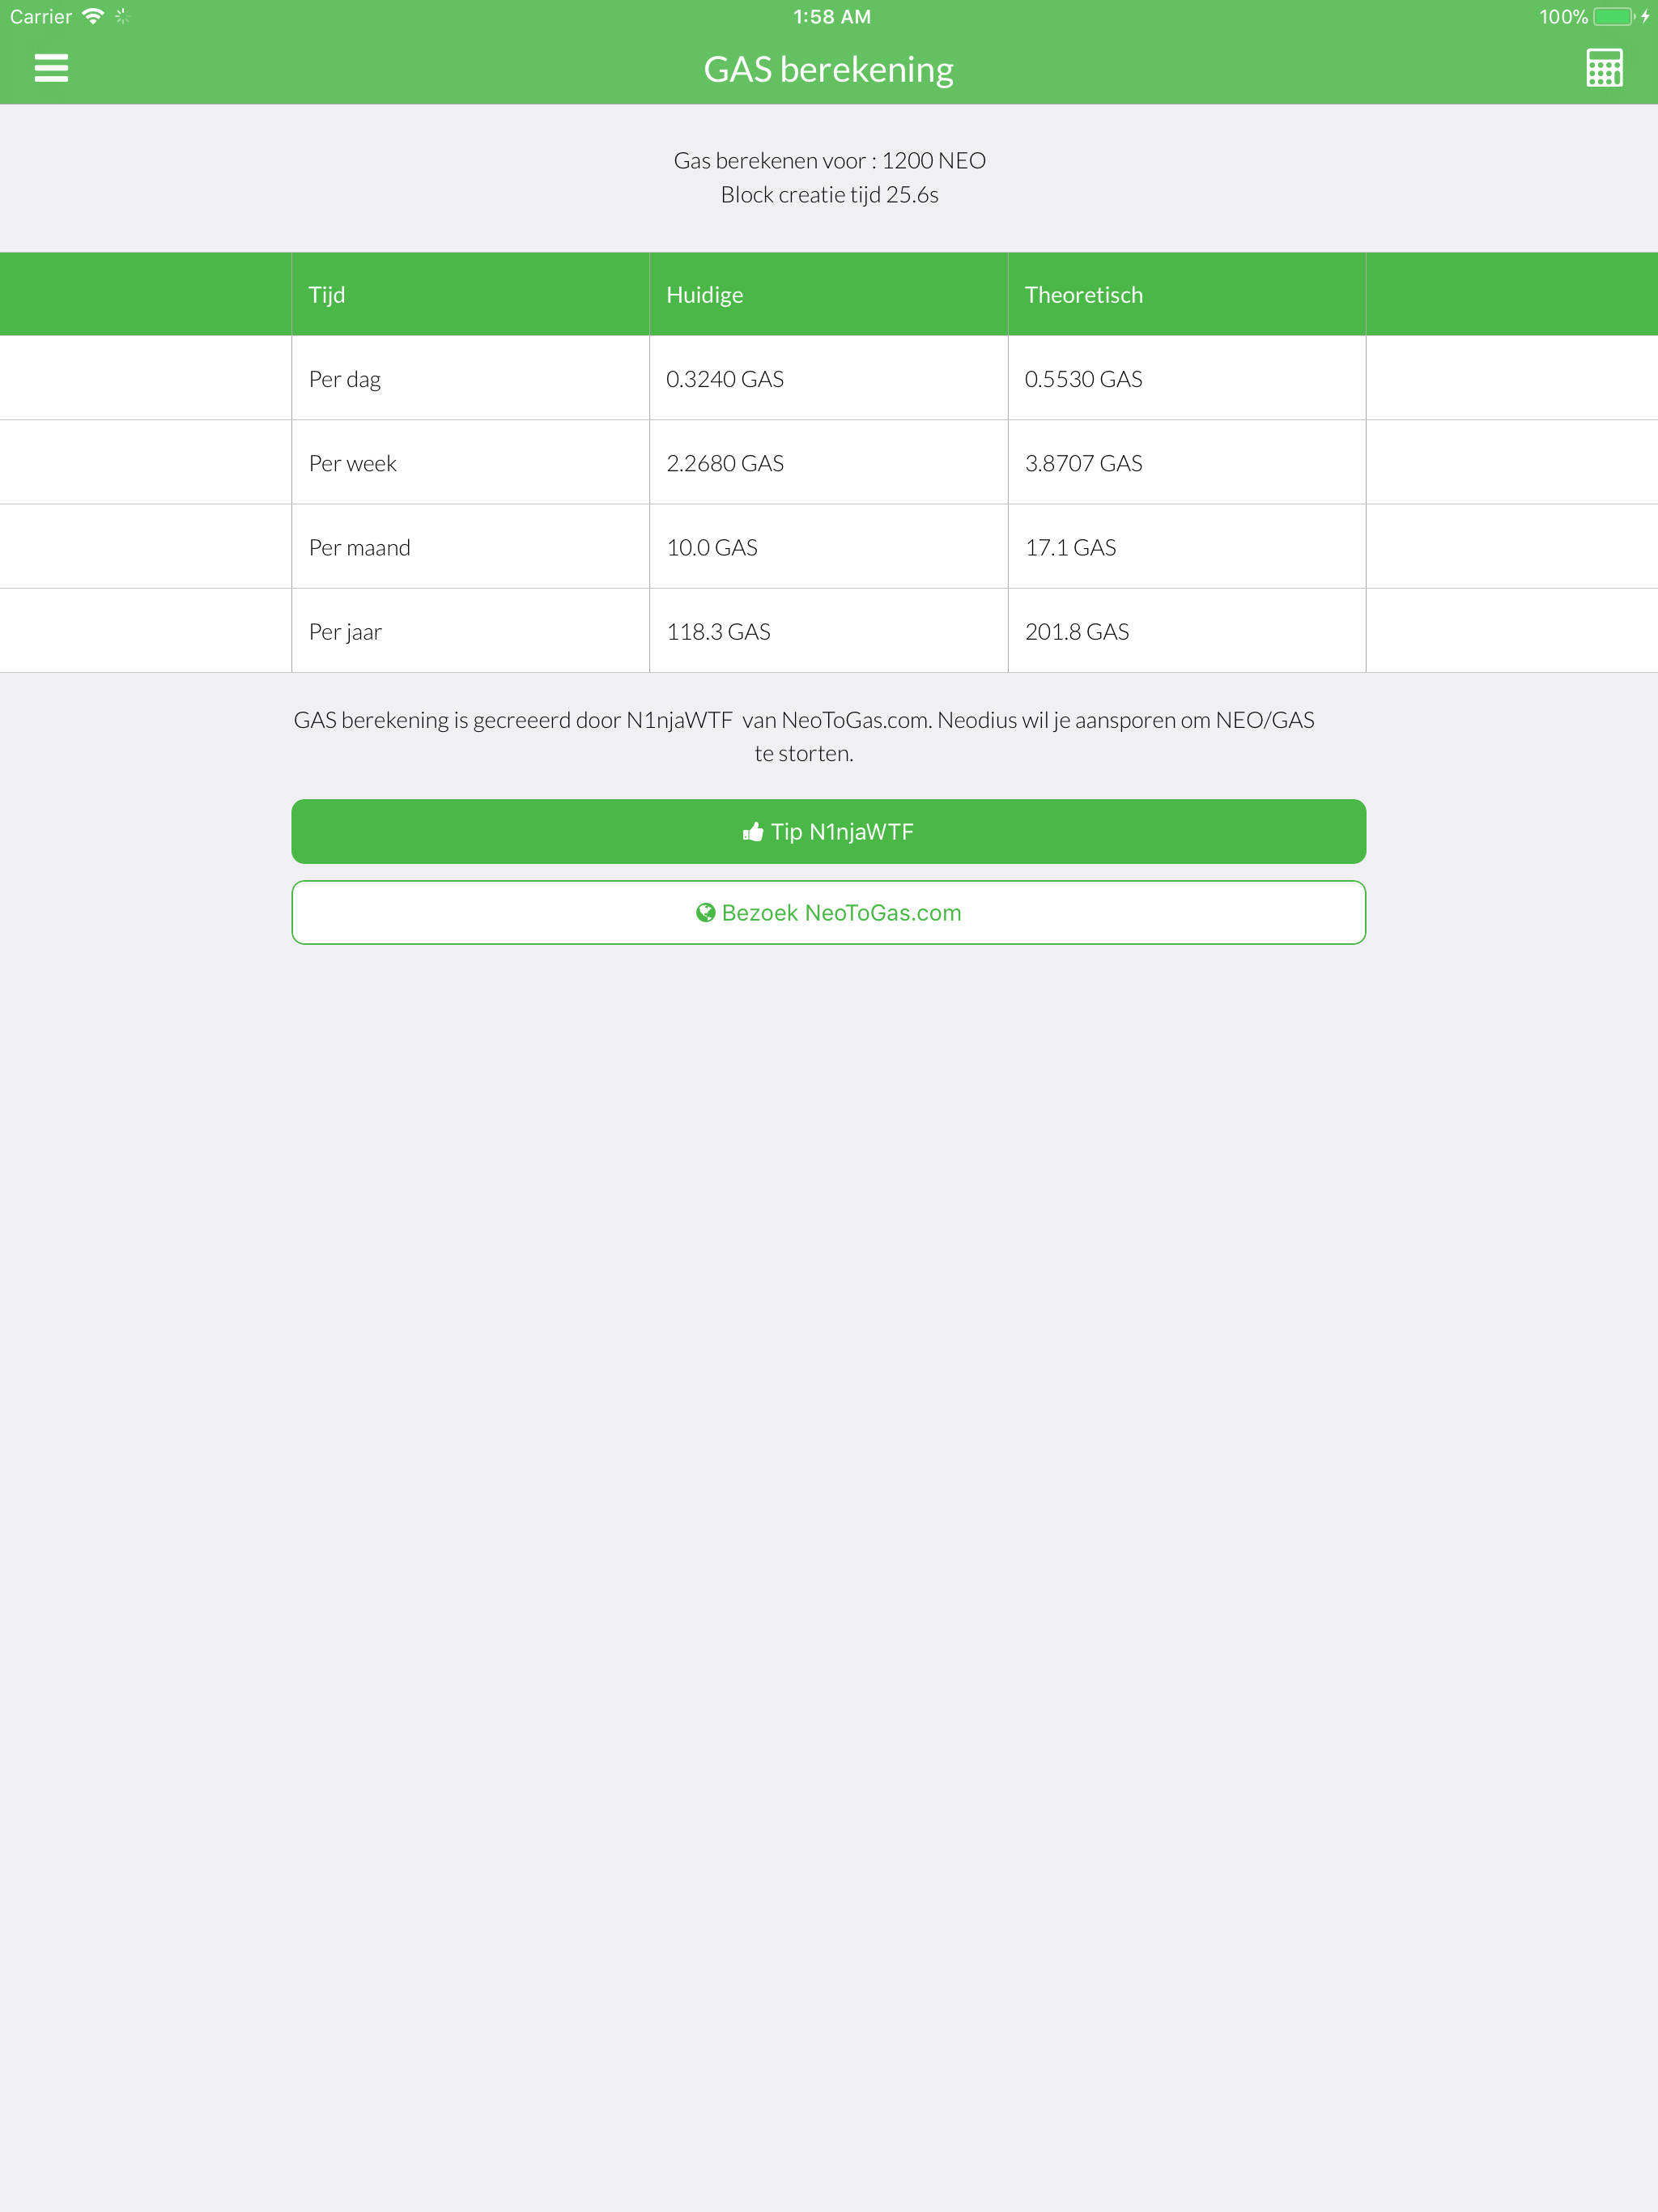 Carrier 1:58 AM 100%
GAS berekening
Gas berekenen voor : 1200 NEO
Block creatie tijd 25.6s
Tijd Huidige Theoretisch
Per dag 0.3240 GAS 0.5530 GAS
Per week 2.2680 GAS 3.8707 GAS
Per maand 10.0 GAS 17.1 GAS
Per jaar 118.3 GAS 201.8 GAS
GAS berekening is gecreeerd door N1njaWTF van NeoToGas.com. Neodius wil je aansporen om NEO/GAS
te storten.
Tip N1njaWTF
Bezoek NeoToGas.com